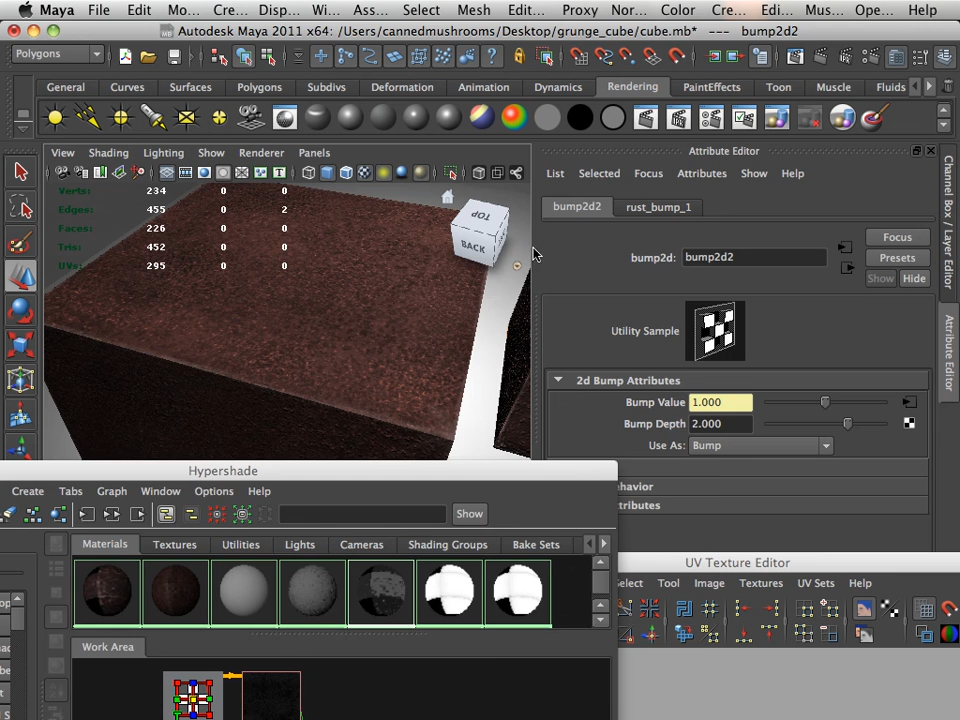 Maya File Edit Mo... Cre... Disp... Wi... Ass... Select Mesh Edit... Proxy Nor... Color Cre... Edi... Mus... Ope... Help
Autodesk Maya 2011 x64: /Users/cannedmushrooms/Desktop/grunge_cube/cube.mb* --- bump2d2
Polygons
General Curves Surfaces Polygons Subdivs Deformation Animation Dynamics Rendering PaintEffects Toon Muscle Fluids
View Shading Lighting Show Renderer Panels
Verts: 234 0 0
Edges: 455 0 2
Faces: 226 0 0
Tris: 452 0 0
UVs: 295 0 0
TOP
BACK
Attribute Editor
List Selected Focus Attributes Show Help
bump2d2 rust_bump_1
bump2d: bump2d2
Focus
Presets
Show Hide
Utility Sample
2d Bump Attributes
Bump Value 1.000
Bump Depth 2.000
Use As: Bump
ehavior
ttributes
Channel Box / Layer Editor
Attribute Editor
Hypershade
Create Tabs Graph Window Options Help
Show
Materials Textures Utilities Lights Cameras Shading Groups Bake Sets
Work Area
UV Texture Editor
elect Tool Image Textures UV Sets Help